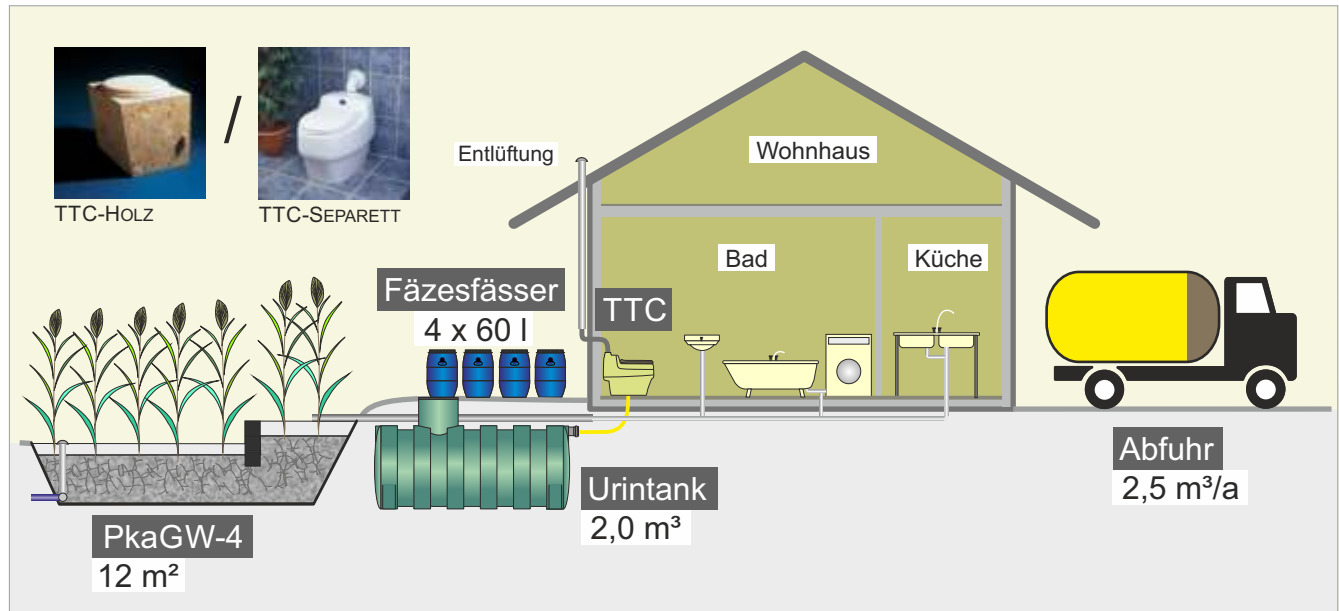 /
TTC-HOLZ
TTC-SEPARETT
Entlüftung
Wohnhaus
Bad
Küche
Fäzesfässer
4 x 60 l
TTC
Urintank
2,0 m³
Abfuhr
2,5 m³/a
PkaGW-4
12 m²